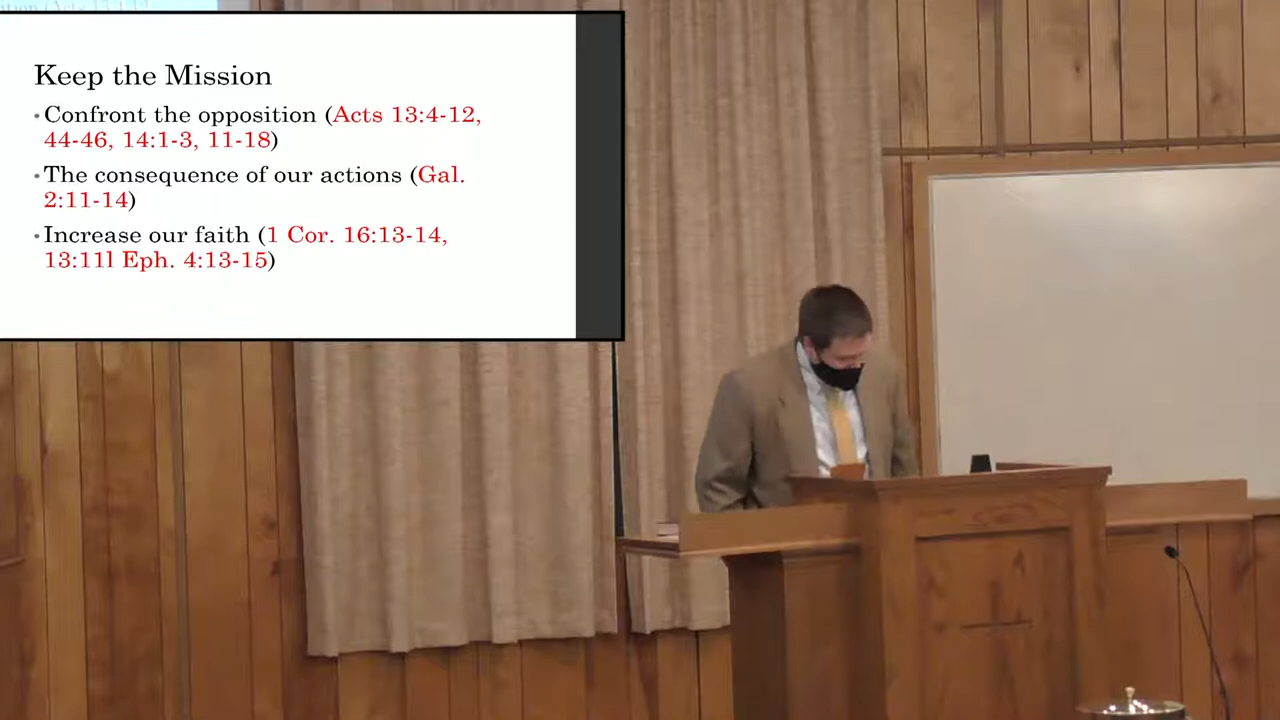 Keep the Mission
• Confront the opposition (Acts 13:4-12,
44-46, 14:1-3, 11-18)
• The consequence of our actions (Gal.
2:11-14)
• Increase our faith (1 Cor. 16:13-14,
13:11l Eph. 4:13-15)